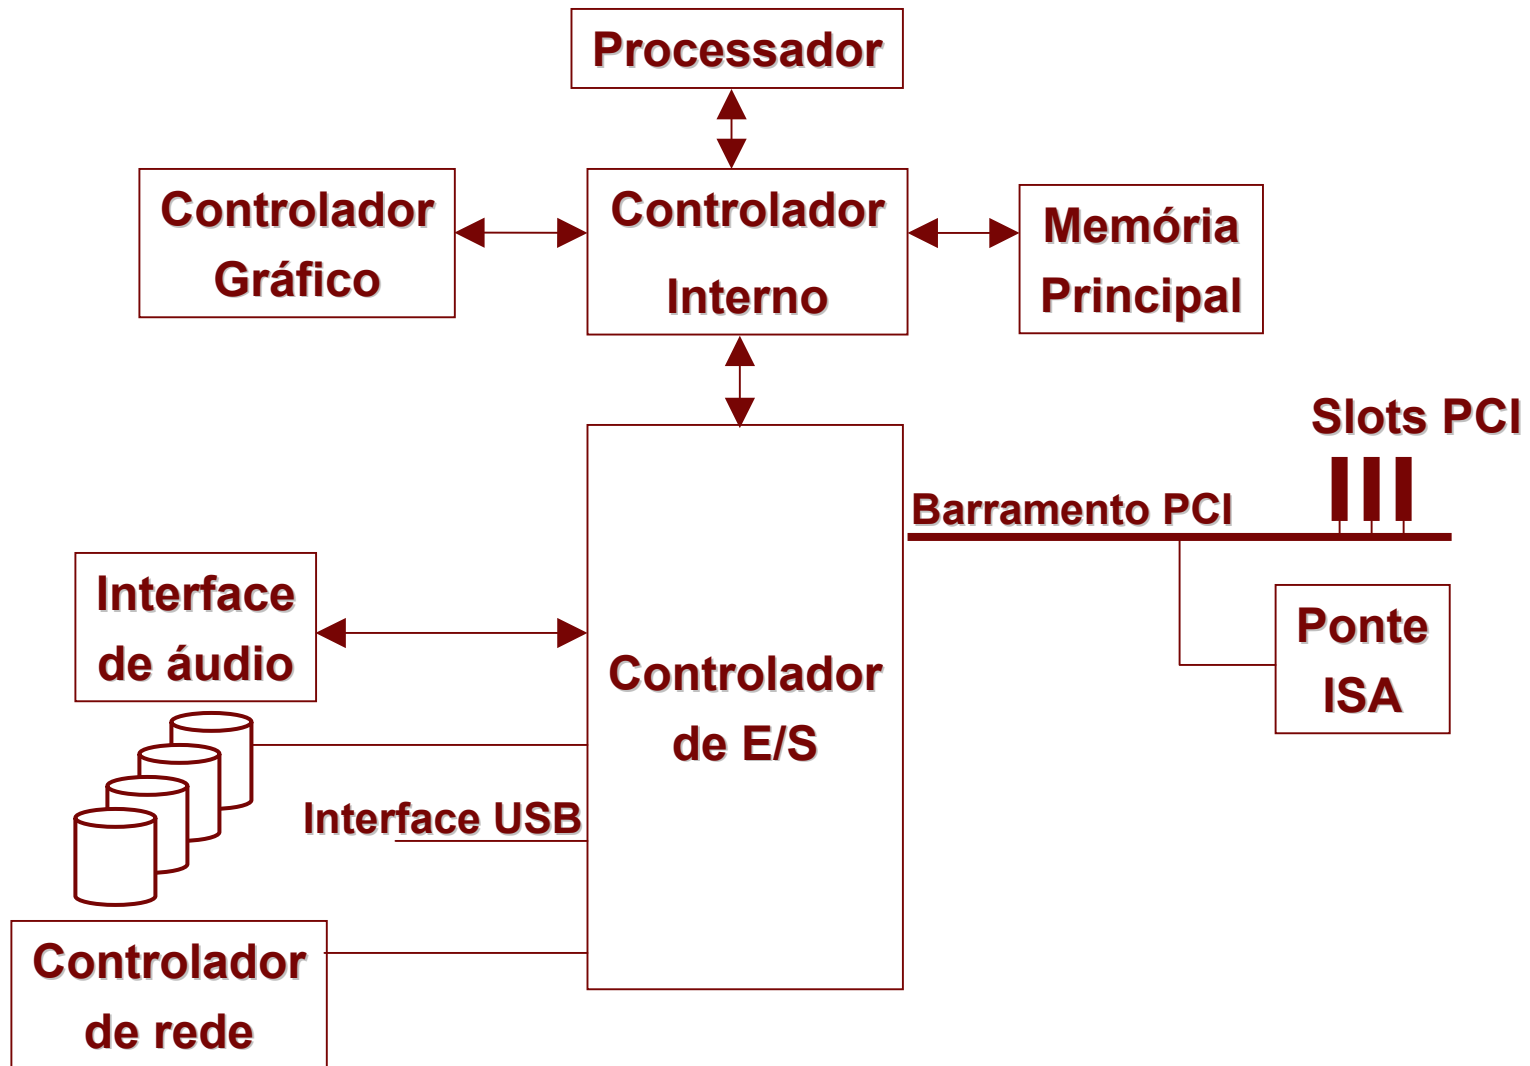 Processador
Controlador
Gráfico
Controlador
Interno
Memória
Principal
Slots PCI
Barramento PCI
Interface
de áudio
Controlador
de E/S
Ponte
ISA
Interface USB
Controlador
de rede